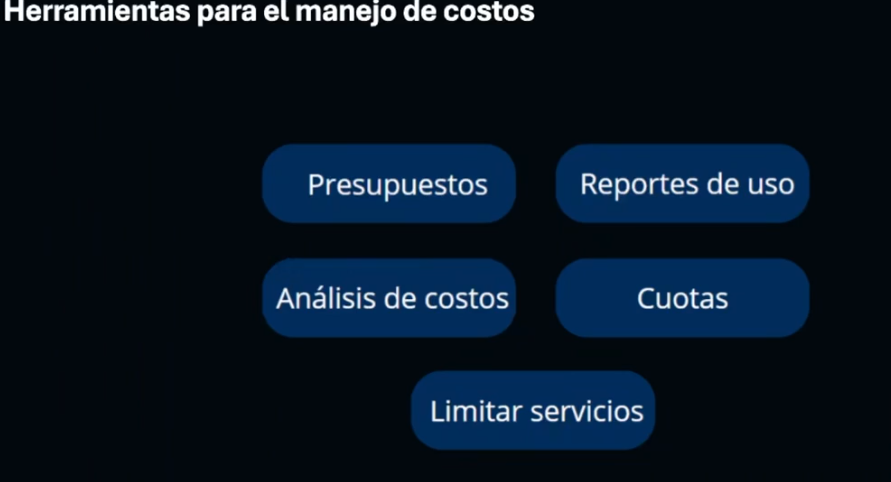 Herramientas para el manejo de costos
Presupuestos
Reportes de uso
Análisis de costos
Cuotas
Limitar servicios